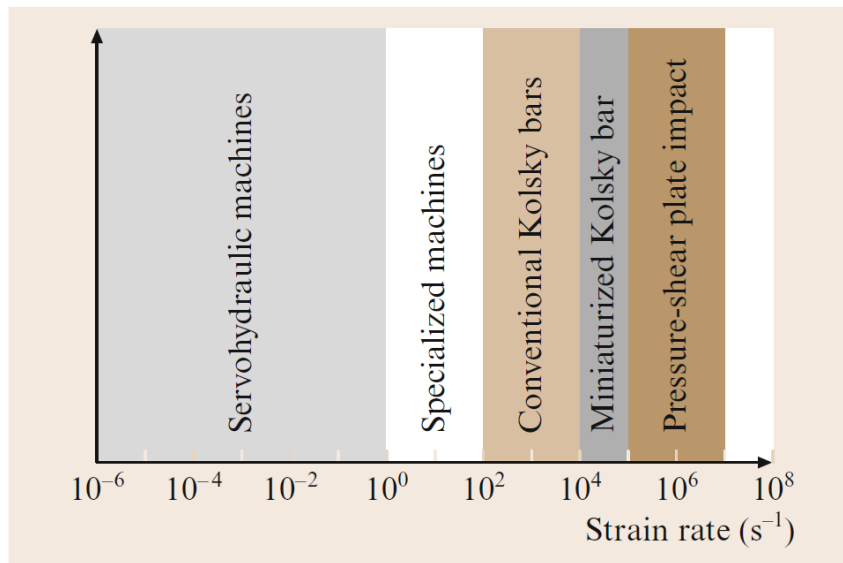 Servohydraulic machines
Specialized machines
Conventional Kolsky bars
Miniaturized Kolsky bar
Pressure-shear plate impact
10⁻⁶ 10⁻⁴ 10⁻² 10⁰ 10² 10⁴ 10⁶ 10⁸
Strain rate (s⁻¹)